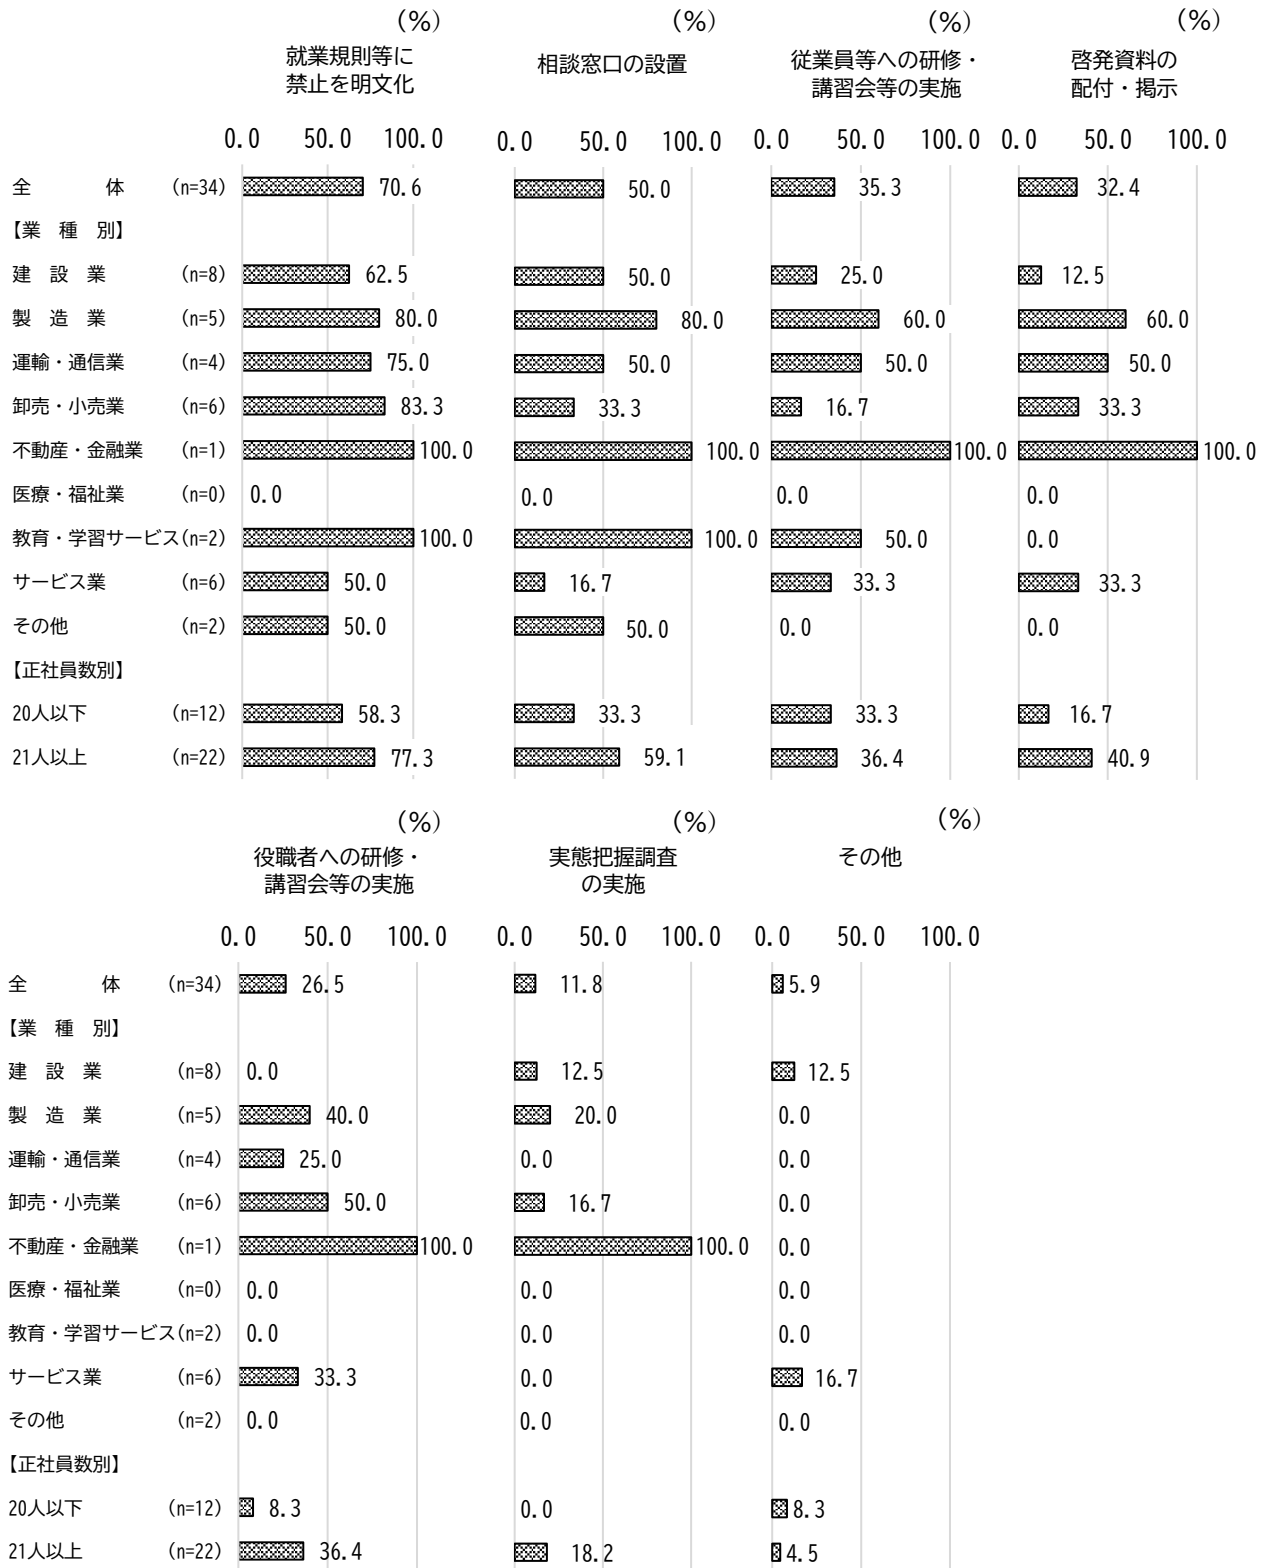 (%) (%) (%) (%)
就業規則等に
禁止を明文化
相談窓口の設置
従業員等への研修・
講習会等の実施
啓発資料の
配付・掲示
0.0 50.0 100.0 0.0 50.0 100.0 0.0 50.0 100.0 0.0 50.0 100.0
全 体 (n=34) 70.6 50.0 35.3 32.4
【業 種 別】
建 設 業 (n=8) 62.5 50.0 25.0 12.5
製 造 業 (n=5) 80.0 80.0 60.0 60.0
運輸・通信業 (n=4) 75.0 50.0 50.0 50.0
卸売・小売業 (n=6) 83.3 33.3 16.7 33.3
不動産・金融業 (n=1) 100.0 100.0 100.0 100.0
医療・福祉業 (n=0) 0.0 0.0 0.0 0.0
教育・学習サービス(n=2) 100.0 100.0 50.0 0.0
サービス業 (n=6) 50.0 16.7 33.3 33.3
その他 (n=2) 50.0 50.0 0.0 0.0
【正社員数別】
20人以下 (n=12) 58.3 33.3 33.3 16.7
21人以上 (n=22) 77.3 59.1 36.4 40.9
(%) (%) (%)
役職者への研修・
講習会等の実施
実態把握調査
の実施
その他
0.0 50.0 100.0 0.0 50.0 100.0 0.0 50.0 100.0
全 体 (n=34) 26.5 11.8 5.9
【業 種 別】
建 設 業 (n=8) 0.0 12.5 12.5
製 造 業 (n=5) 40.0 20.0 0.0
運輸・通信業 (n=4) 25.0 0.0 0.0
卸売・小売業 (n=6) 50.0 16.7 0.0
不動産・金融業 (n=1) 100.0 100.0 0.0
医療・福祉業 (n=0) 0.0 0.0 0.0
教育・学習サービス(n=2) 0.0 0.0 0.0
サービス業 (n=6) 33.3 0.0 16.7
その他 (n=2) 0.0 0.0 0.0
【正社員数別】
20人以下 (n=12) 8.3 0.0 8.3
21人以上 (n=22) 36.4 18.2 4.5